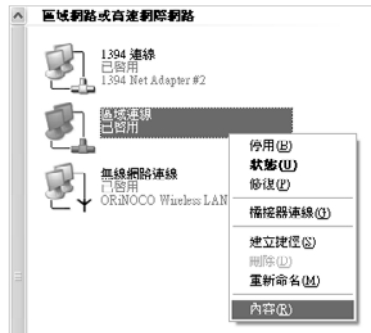 區域網路或高速網際網路
1394 連線
已啟用
1394 Net Adapter #2
區域連線
已啟用
無線網路連線
已啟用
ORiNOCO Wireless LAN
停用(B)
狀態(U)
修復(P)
橋接器連線(G)
建立捷徑(S)
刪除(D)
重新命名(M)
內容(R)